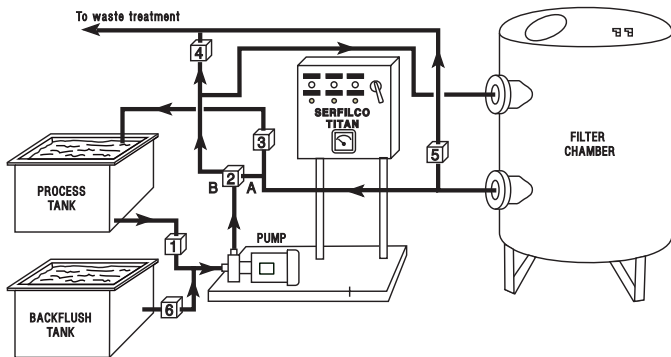 To waste treatment
4
SERFILCO
TITAN
3
5
FILTER
CHAMBER
2
B
A
PROCESS
TANK
1
PUMP
BACKFLUSH
TANK
6